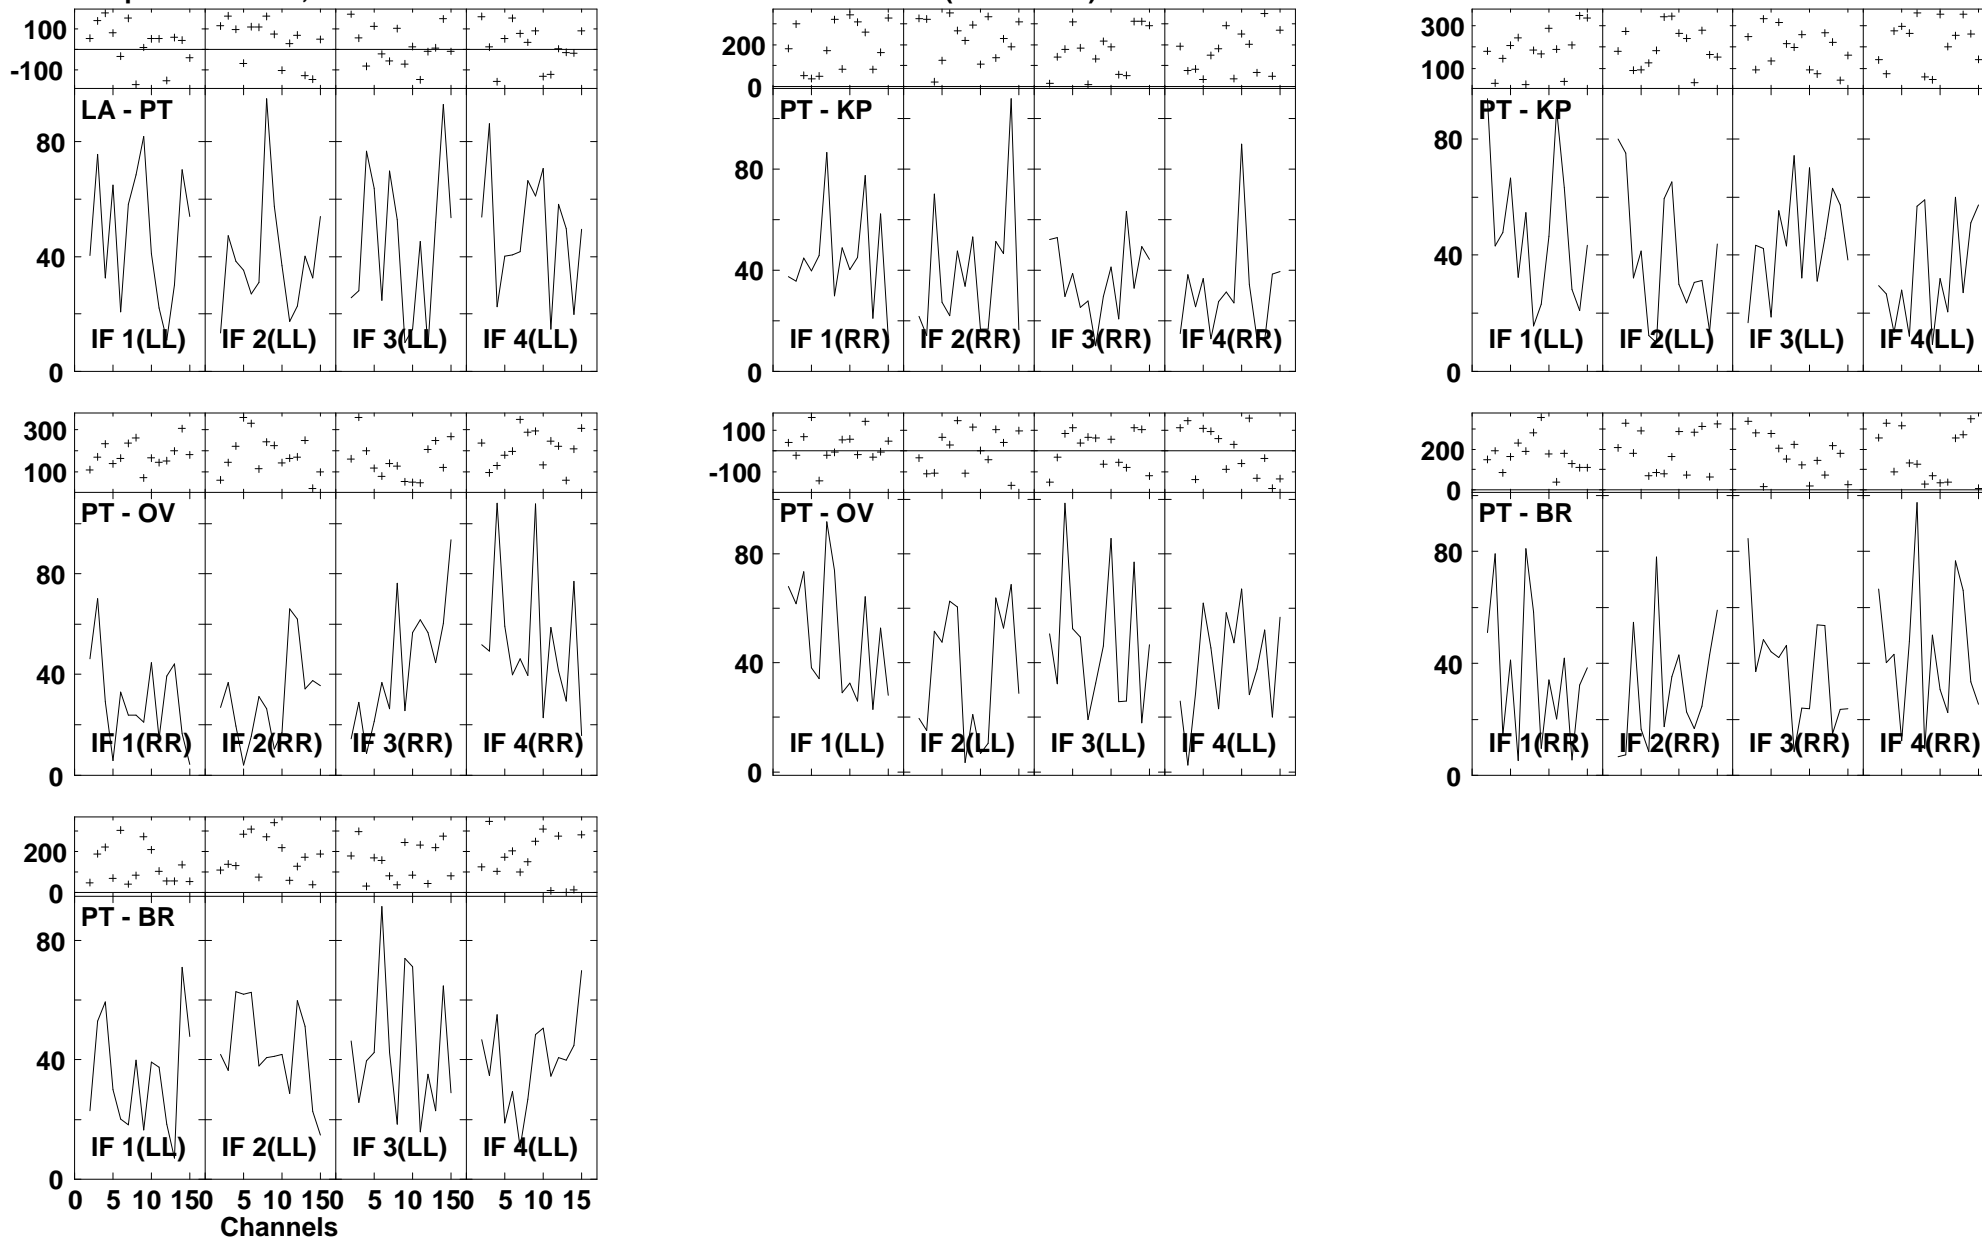 100
-100
LA - PT
80
40
0
IF 1(LL) IF 2(LL) IF 3(LL) IF 4(LL)
200
0
PT - KP
80
40
0
IF 1(RR) IF 2(RR) IF 3(RR) IF 4(RR)
300
100
PT - KP
80
40
0
IF 1(LL) IF 2(LL) IF 3(LL) IF 4(LL)
300
100
PT - OV
80
40
0
IF 1(RR) IF 2(RR) IF 3(RR) IF 4(RR)
100
-100
PT - OV
80
40
0
IF 1(LL) IF 2(LL) IF 3(LL) IF 4(LL)
200
0
PT - BR
80
40
0
IF 1(RR) IF 2(RR) IF 3(RR) IF 4(RR)
200
0
PT - BR
80
40
0
IF 1(LL) IF 2(LL) IF 3(LL) IF 4(LL)
0 5 10 150 5 10 150 5 10 150 5 10 15
Channels